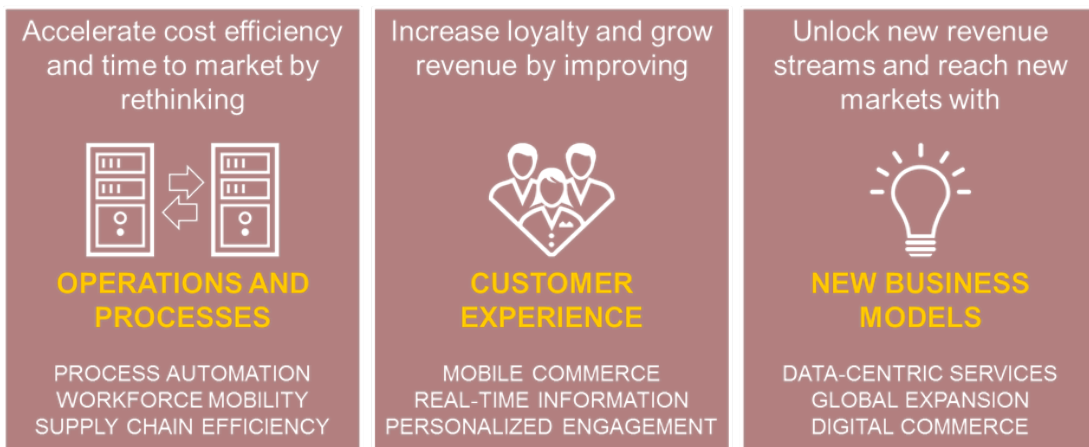 Accelerate cost efficiency
and time to market by
rethinking
OPERATIONS AND
PROCESSES
PROCESS AUTOMATION
WORKFORCE MOBILITY
SUPPLY CHAIN EFFICIENCY
Increase loyalty and grow
revenue by improving
CUSTOMER
EXPERIENCE
MOBILE COMMERCE
REAL-TIME INFORMATION
PERSONALIZED ENGAGEMENT
Unlock new revenue
streams and reach new
markets with
NEW BUSINESS
MODELS
DATA-CENTRIC SERVICES
GLOBAL EXPANSION
DIGITAL COMMERCE